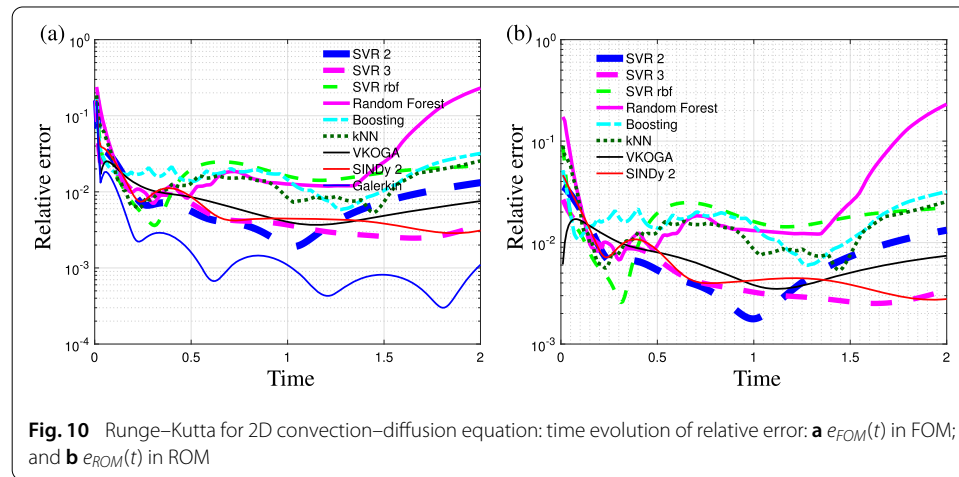 (a)
10^0
10^-1
10^-2
10^-3
10^-4
Relative error
SVR 2
SVR 3
SVR rbf
Random Forest
Boosting
kNN
VKOGA
SINDy 2
Galerkin
0 0.5 1 1.5 2
Time
(b)
10^0
10^-1
10^-2
10^-3
Relative error
SVR 2
SVR 3
SVR rbf
Random Forest
Boosting
kNN
VKOGA
SINDy 2
0 0.5 1 1.5 2
Time
Fig. 10 Runge–Kutta for 2D convection–diffusion equation: time evolution of relative error: a e_FOM(t) in FOM;
and b e_ROM(t) in ROM